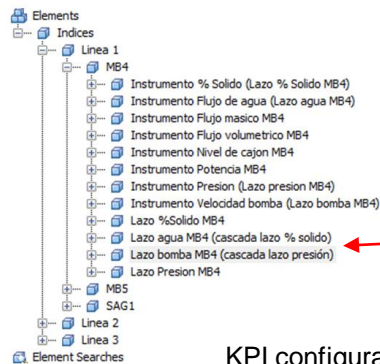 Elements
Indices
Linea 1
MB4
Instrumento % Solido (Lazo % Solido MB4)
Instrumento Flujo de agua (Lazo agua MB4)
Instrumento Flujo masico MB4
Instrumento Flujo volumetrico MB4
Instrumento Nivel de cajon MB4
Instrumento Potencia MB4
Instrumento Presion (Lazo presion MB4)
Instrumento Velocidad bomba (Lazo bomba MB4)
Lazo %Solido MB4
Lazo agua MB4 (cascada lazo % solido)
Lazo bomba MB4 (cascada lazo presión)
Lazo Presion MB4
MB5
SAG1
Linea 2
Linea 3
Element Searches
KPI configura